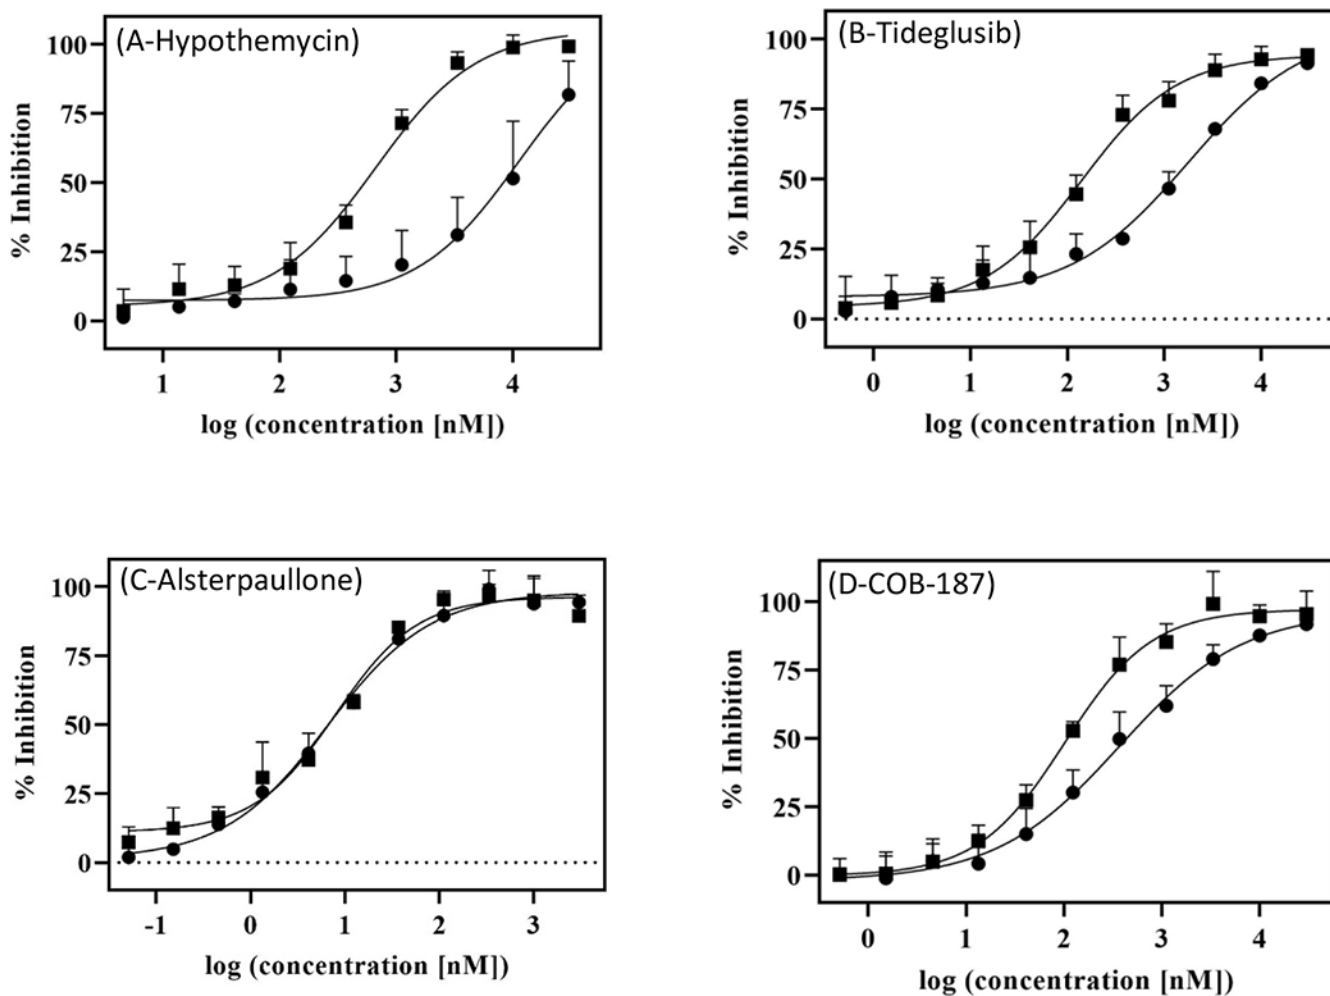 (A-Hypothemycin)
100
75
50
25
0
% Inhibition
1 2 3 4
log (concentration [nM])
(B-Tideglusib)
100
75
50
25
0
% Inhibition
0 1 2 3 4
log (concentration [nM])
(C-Alsterpaullone)
100
75
50
25
0
% Inhibition
-1 0 1 2 3
log (concentration [nM])
(D-COB-187)
100
75
50
25
0
% Inhibition
0 1 2 3 4
log (concentration [nM])